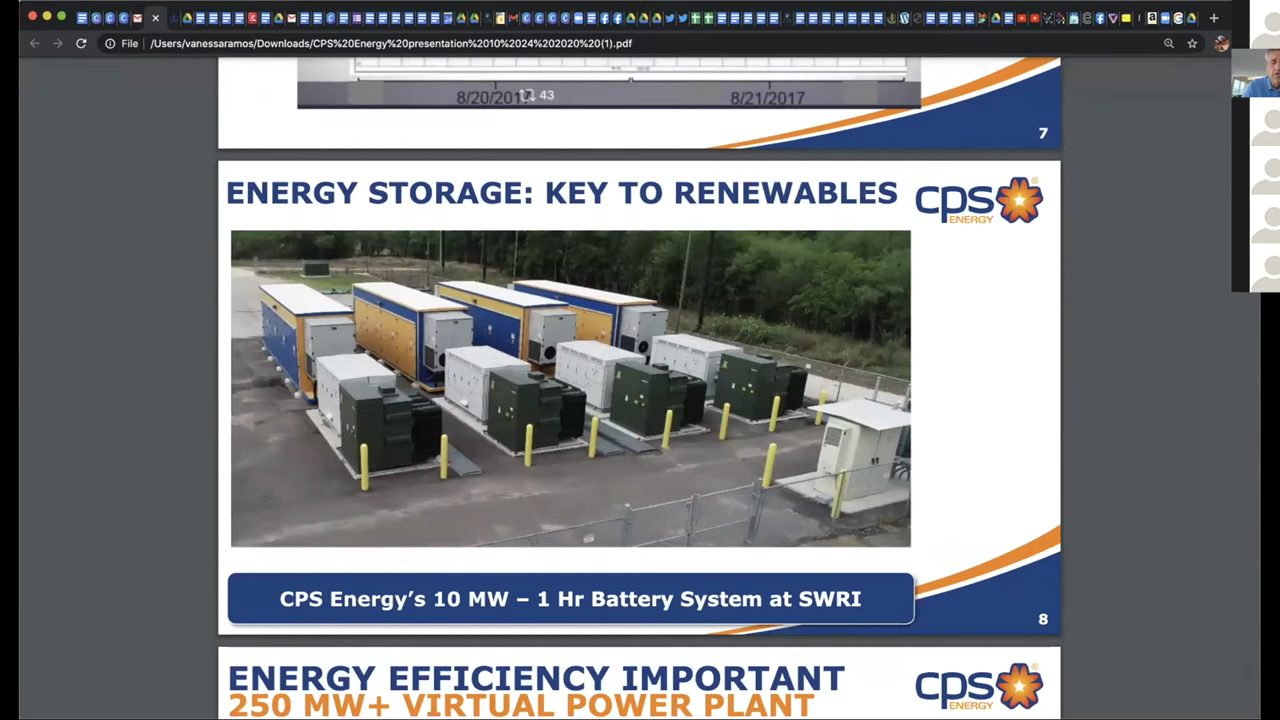 File
/Users/vanessaramos/Downloads/CPS%20Energy%20presentation%2010%2024%202020%20(1).pdf
8/20/2017
43
8/21/2017
7
ENERGY STORAGE: KEY TO RENEWABLES
cps
ENERGY
CPS Energy's 10 MW – 1 Hr Battery System at SWRI
8
ENERGY EFFICIENCY IMPORTANT
250 MW+ VIRTUAL POWER PLANT
cps
ENERGY